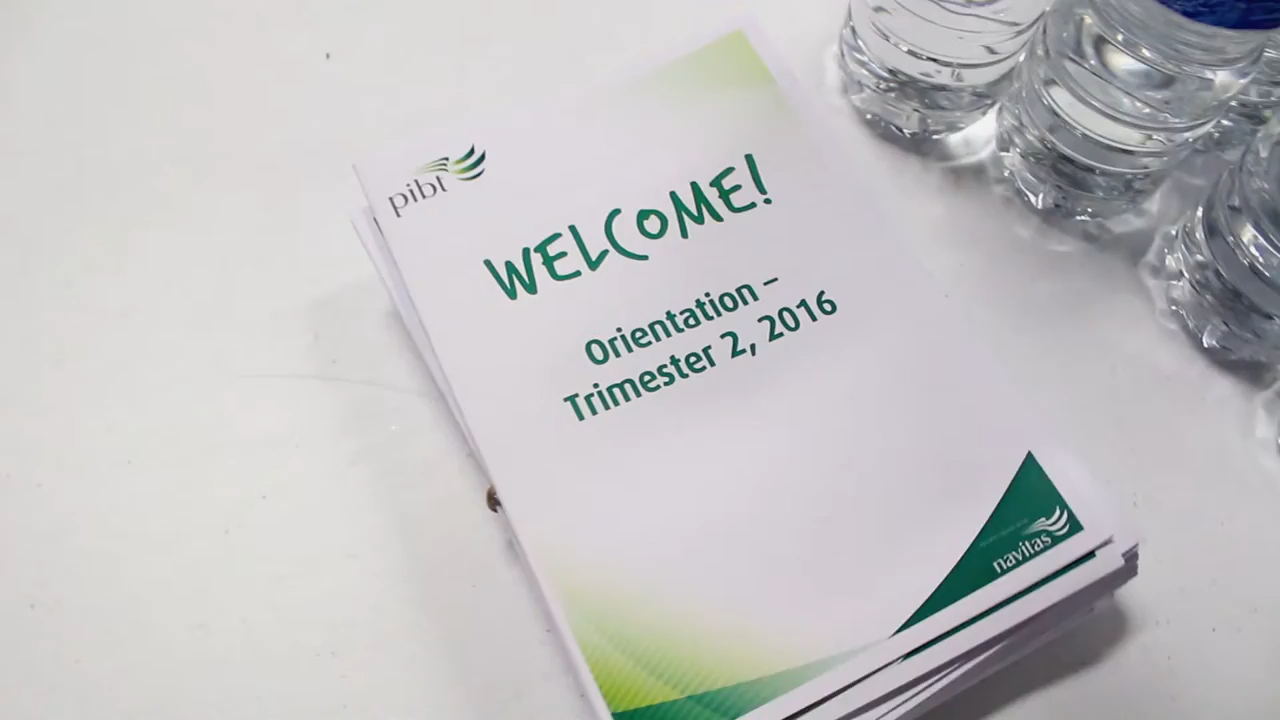 pibt
WELCOME!
Orientation –
Trimester 2, 2016
navitas